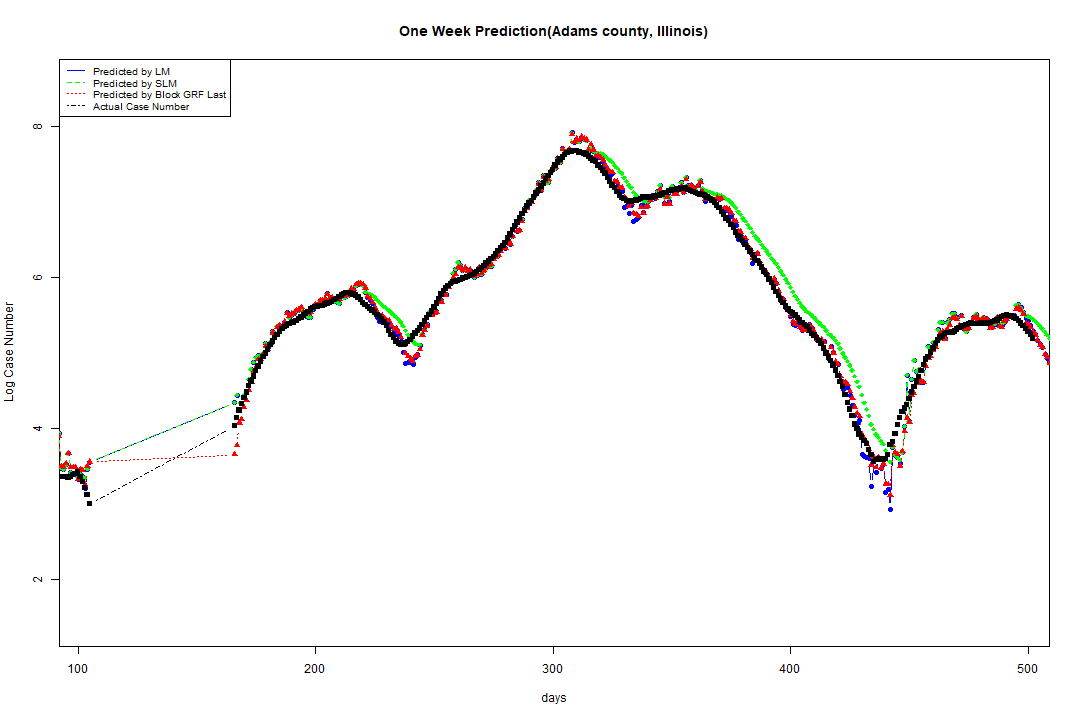 One Week Prediction(Adams county, Illinois)
Predicted by LM
Predicted by SLM
Predicted by Block GRF Last
Actual Case Number
8
6
4
2
Log Case Number
100 200 300 400 500
days